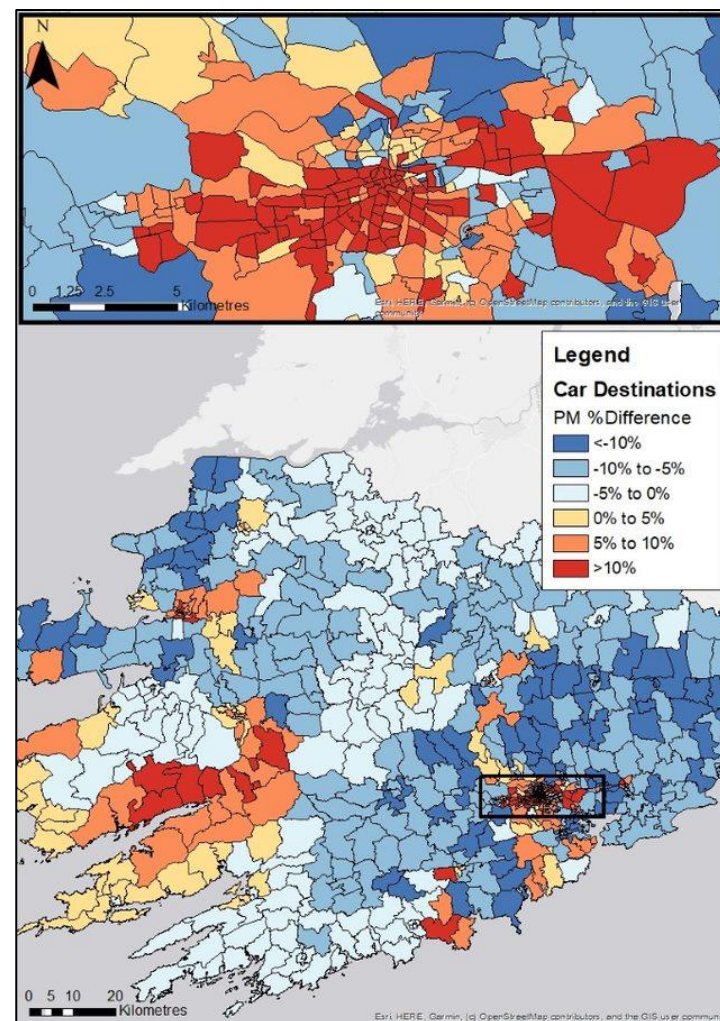 N
0 1.25 2.5 5
Kilometres
Esri, HERE, Garmin, (c) OpenStreetMap contributors, and the GIS user
community
Legend
Car Destinations
PM %Difference
<-10%
-10% to -5%
-5% to 0%
0% to 5%
5% to 10%
>10%
0 5 10 20
Kilometres
Esri, HERE, Garmin, (c) OpenStreetMap contributors, and the GIS user commun